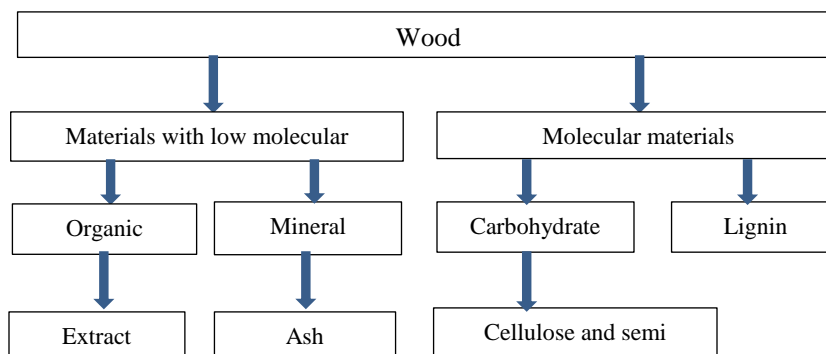 Wood
Materials with low molecular
Molecular materials
Organic
Mineral
Carbohydrate
Lignin
Extract
Ash
Cellulose and semi